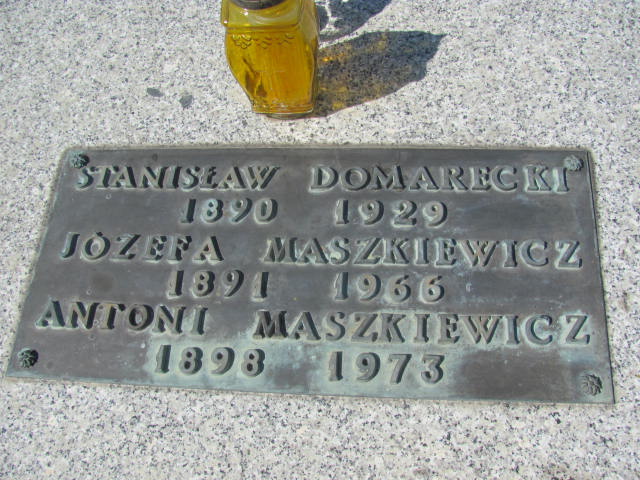 STANISŁAW DOMARECKI
1890 1929
JÓZEFA MASZKIEWICZ
1891 1966
ANTONI MASZKIEWICZ
1898 1973